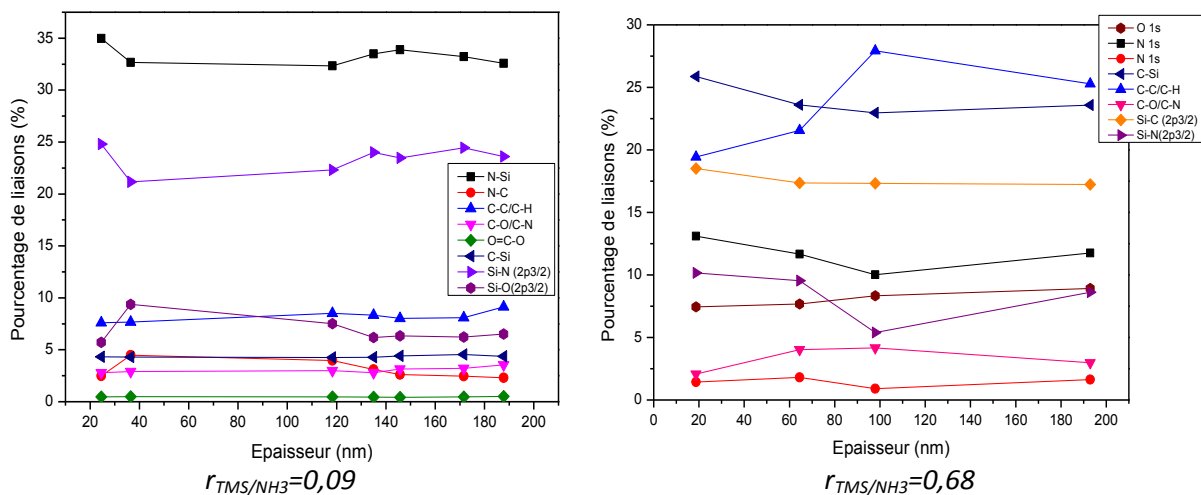 35
30
25
20
15
10
5
0
Pourcentage de liaisons (%)
20 40 60 80 100 120 140 160 180 200
Epaisseur (nm)
N-Si
N-C
C-C/C-H
C-O/C-N
O=C-O
C-Si
Si-N (2p3/2)
Si-O(2p3/2)
r_TMS/NH3=0,09
30
25
20
15
10
5
0
Pourcentage de liaisons (%)
0 20 40 60 80 100 120 140 160 180 200
Epaisseur (nm)
O 1s
N 1s
N 1s
C-Si
C-C/C-H
C-O/C-N
Si-C (2p3/2)
Si-N(2p3/2)
r_TMS/NH3=0,68